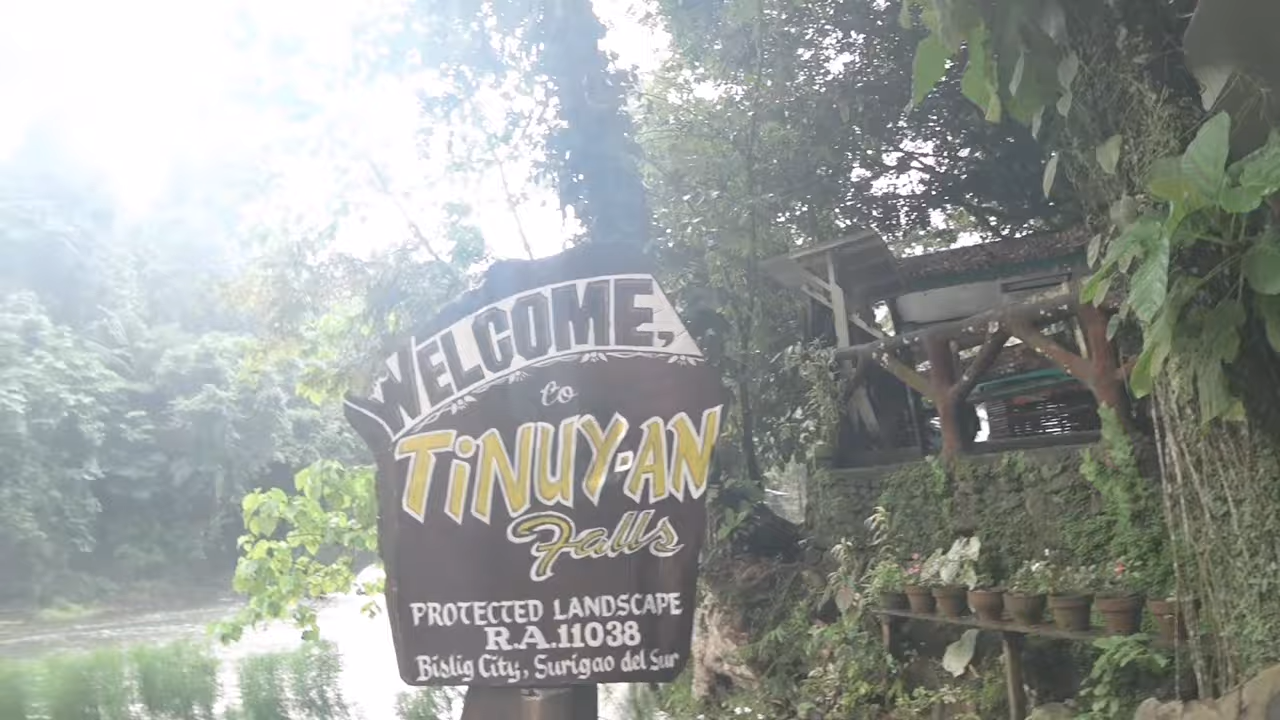 WELCOME,
to
TiNUY-AN
Falls
PROTECTED LANDSCAPE
R.A.11038
Bislig City, Surigao del Sur